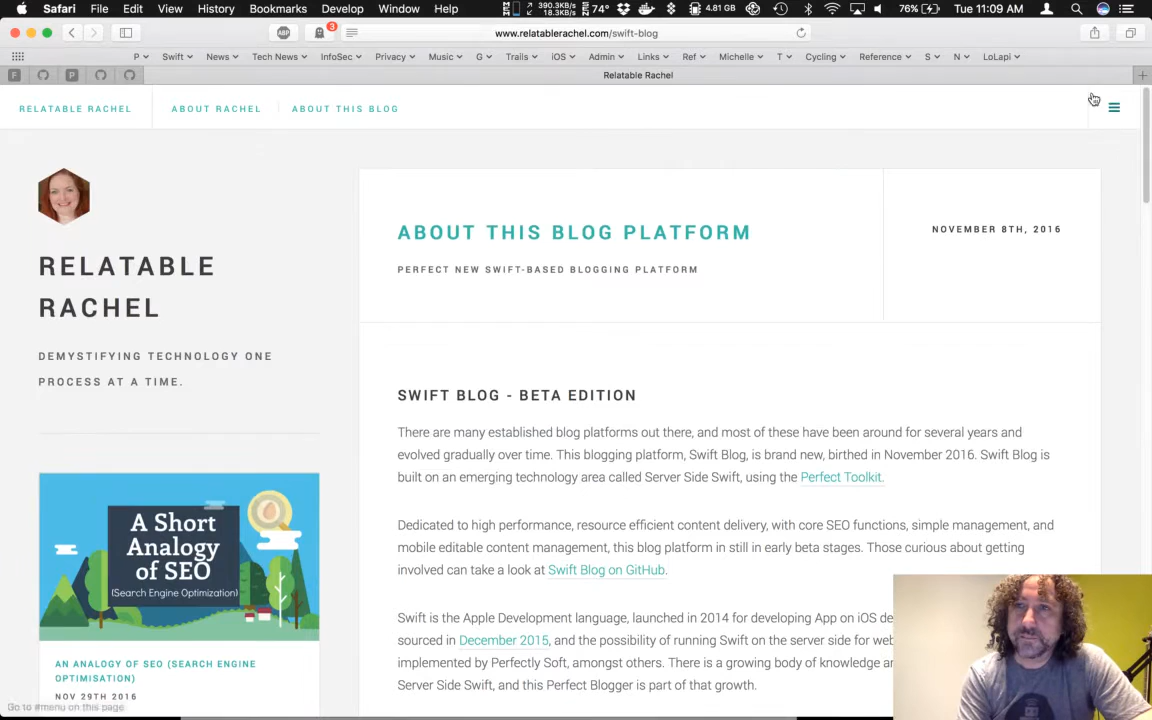 Safari File Edit View History Bookmarks Develop Window Help 390.3KB/s 18.3KB/s 74° 4.81 GB 76% Tue 11:09 AM
ABP 3 www.relatablerachel.com/swift-blog
P Swift News Tech News InfoSec Privacy Music G Trails iOS Admin Links Ref Michelle T Cycling Reference S N LoLapi
F P Relatable Rachel
RELATABLE RACHEL ABOUT RACHEL ABOUT THIS BLOG
RELATABLE
RACHEL
DEMYSTIFYING TECHNOLOGY ONE
PROCESS AT A TIME.
A Short
Analogy
of SEO
(Search Engine Optimization)
AN ANALOGY OF SEO (SEARCH ENGINE
OPTIMISATION)
NOV 29TH 2016
ABOUT THIS BLOG PLATFORM
PERFECT NEW SWIFT-BASED BLOGGING PLATFORM
NOVEMBER 8TH, 2016
SWIFT BLOG - BETA EDITION
There are many established blog platforms out there, and most of these have been around for several years and
evolved gradually over time. This blogging platform, Swift Blog, is brand new, birthed in November 2016. Swift Blog is
built on an emerging technology area called Server Side Swift, using the Perfect Toolkit.
Dedicated to high performance, resource efficient content delivery, with core SEO functions, simple management, and
mobile editable content management, this blog platform in still in early beta stages. Those curious about getting
involved can take a look at Swift Blog on GitHub.
Swift is the Apple Development language, launched in 2014 for developing App on iOS de
sourced in December 2015, and the possibility of running Swift on the server side for web
implemented by Perfectly Soft, amongst others. There is a growing body of knowledge an
Server Side Swift, and this Perfect Blogger is part of that growth.
Go to #menu on this page